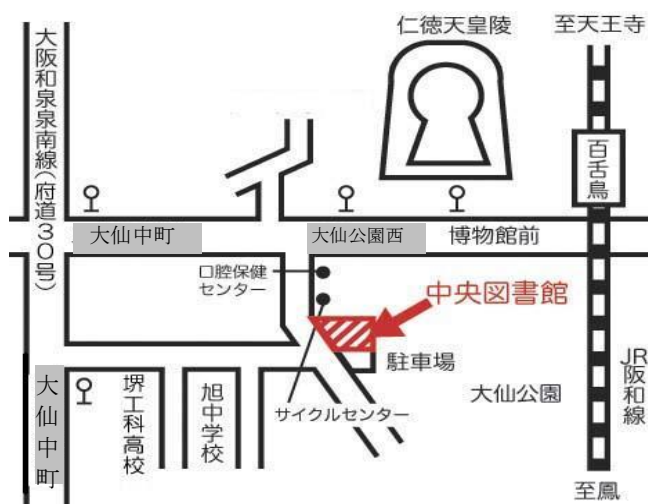 仁徳天皇陵
至天王寺
大阪和泉泉南線(府道30号)
百舌鳥
大仙中町
大仙公園西
博物館前
口腔保健
センター
中央図書館
駐車場
大仙公園
JR阪和線
大仙中町
堺工科高校
旭中学校
サイクルセンター
至鳳